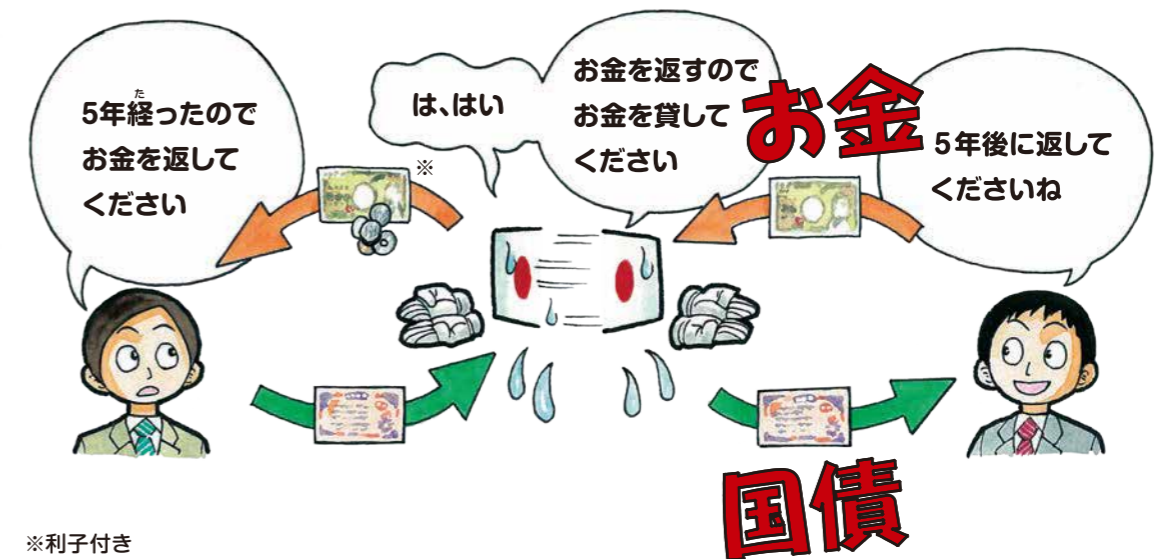 5年経ったので
お金を返して
ください
は、はい
お金を返すので
お金を貸して
ください
お金
5年後に返して
くださいね
※
国債
※利子付き